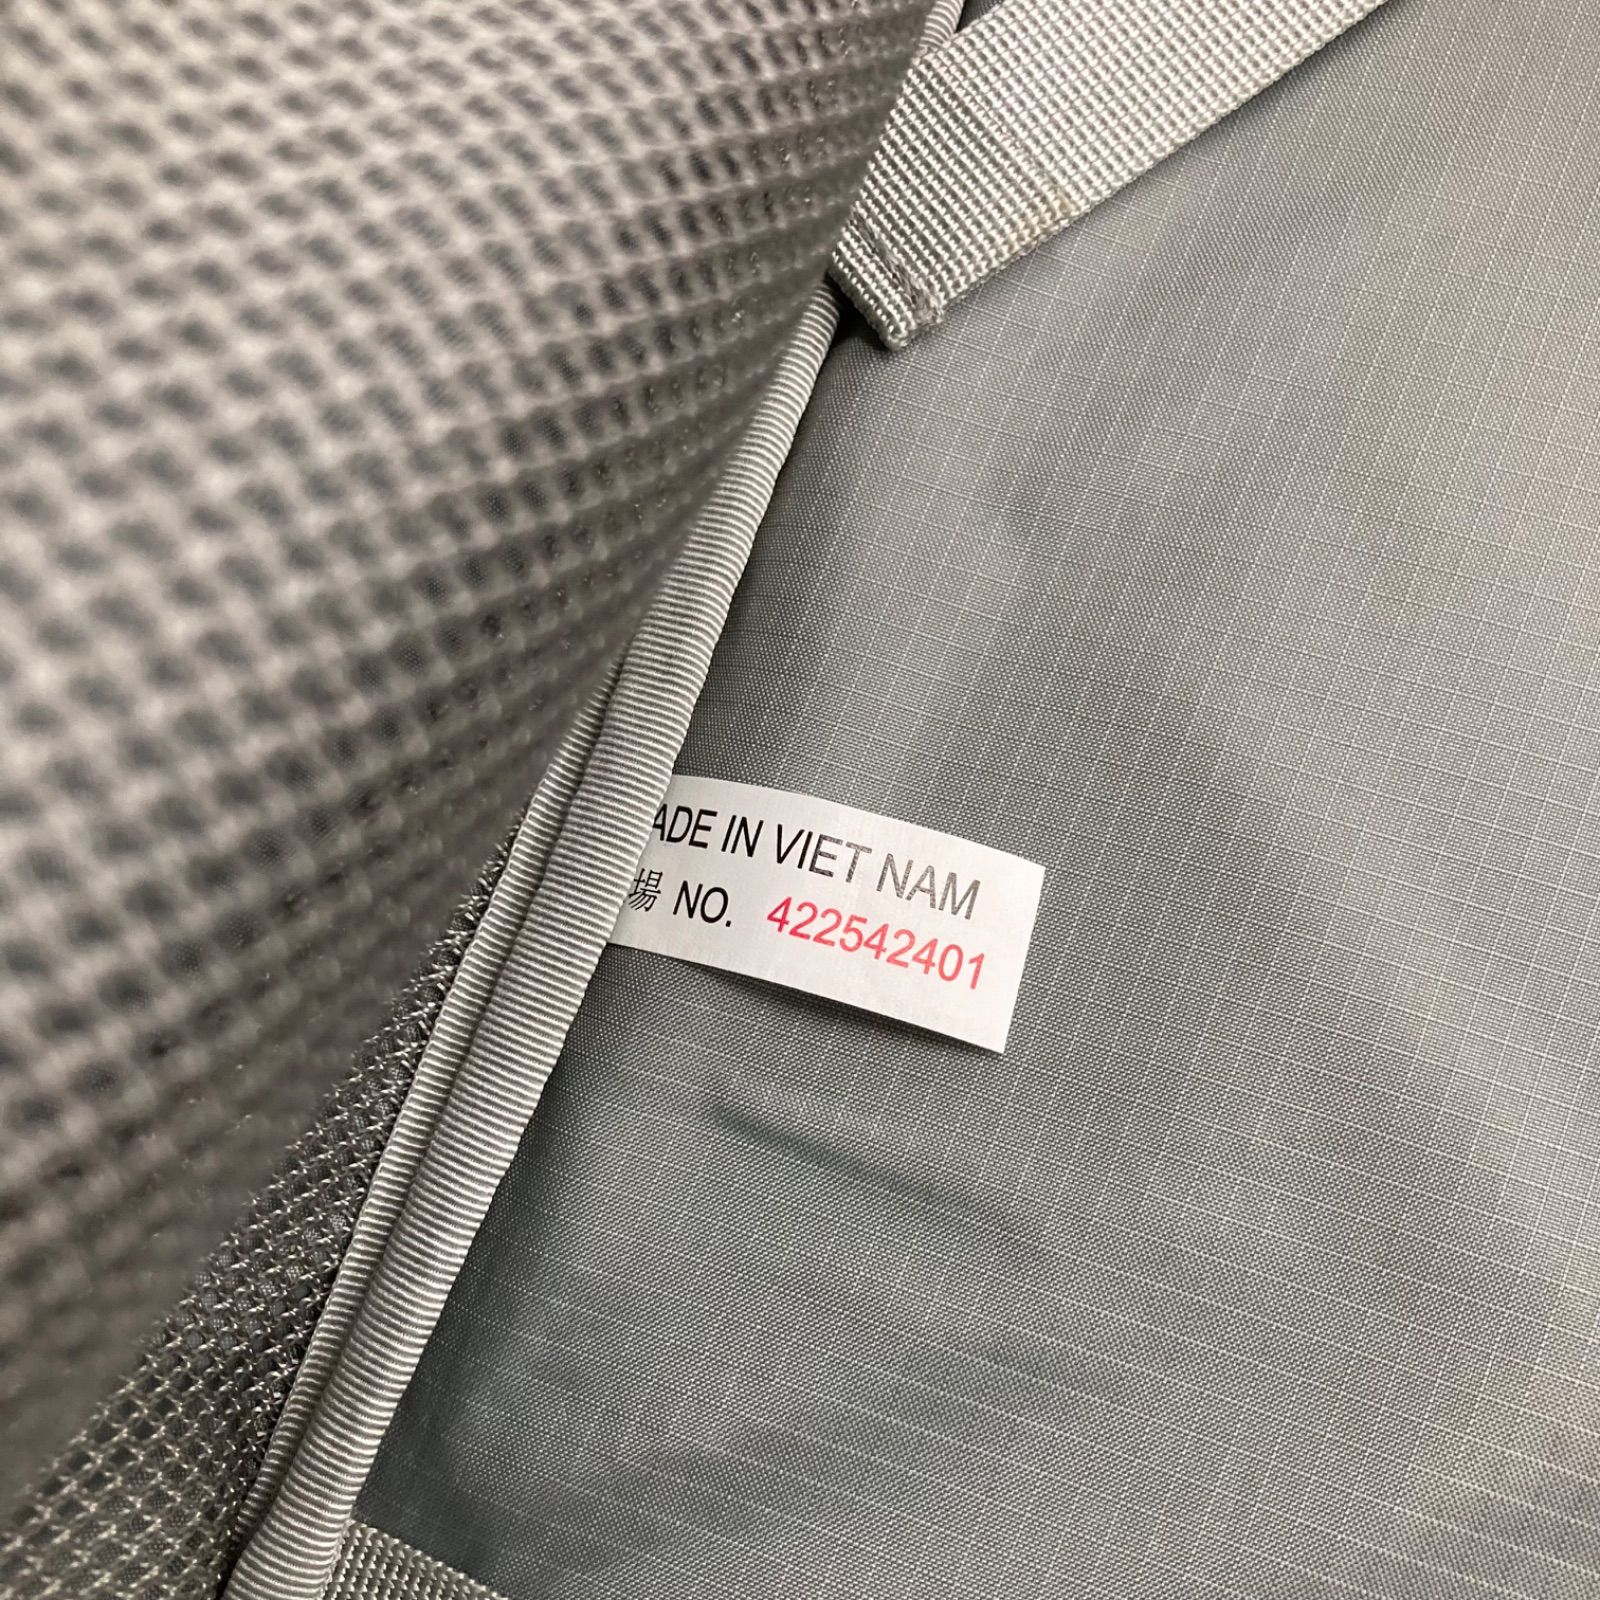 ADE IN VIET NAM
場 NO. 422542401